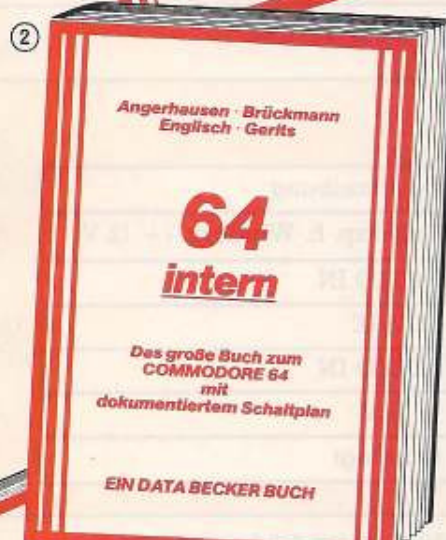 ②
Angerhausen · Brückmann
Englisch · Gerits
64
intern
Das große Buch zum
COMMODORE 64
mit
dokumentiertem Schaltplan
EIN DATA BECKER BUCH